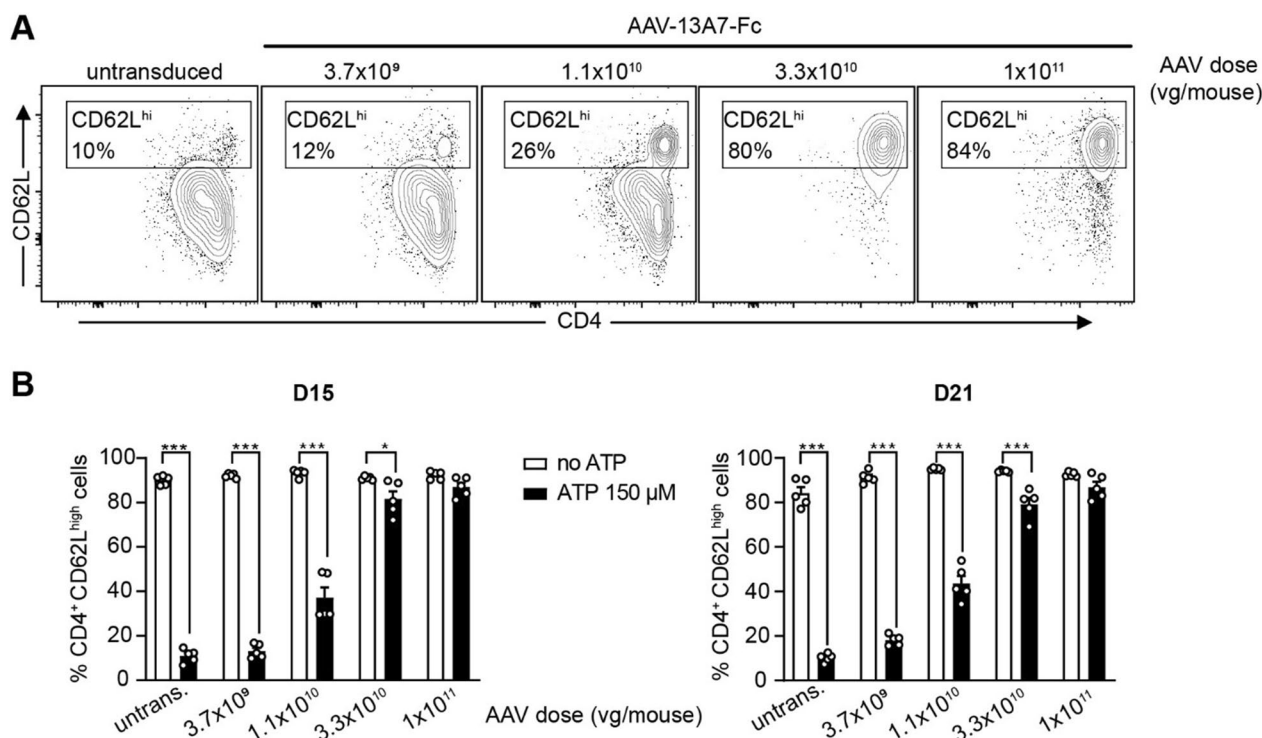 A
AAV-13A7-Fc
untransduced 3.7x10⁹ 1.1x10¹⁰ 3.3x10¹⁰ 1x10¹¹ AAV dose
(vg/mouse)
CD62Lʰⁱ CD62Lʰⁱ CD62Lʰⁱ CD62Lʰⁱ CD62Lʰⁱ
10% 12% 26% 80% 84%
CD62L
CD4
B
D15 D21
*** *** *** * *** *** *** ***
% CD4⁺ CD62Lʰⁱᵍʰ cells
100
80
60
40
20
0
no ATP
ATP 150 µM
% CD4⁺ CD62Lʰⁱᵍʰ cells
100
80
60
40
20
0
untrans. 3.7x10⁹ 1.1x10¹⁰ 3.3x10¹⁰ 1x10¹¹
AAV dose (vg/mouse)
untrans. 3.7x10⁹ 1.1x10¹⁰ 3.3x10¹⁰ 1x10¹¹